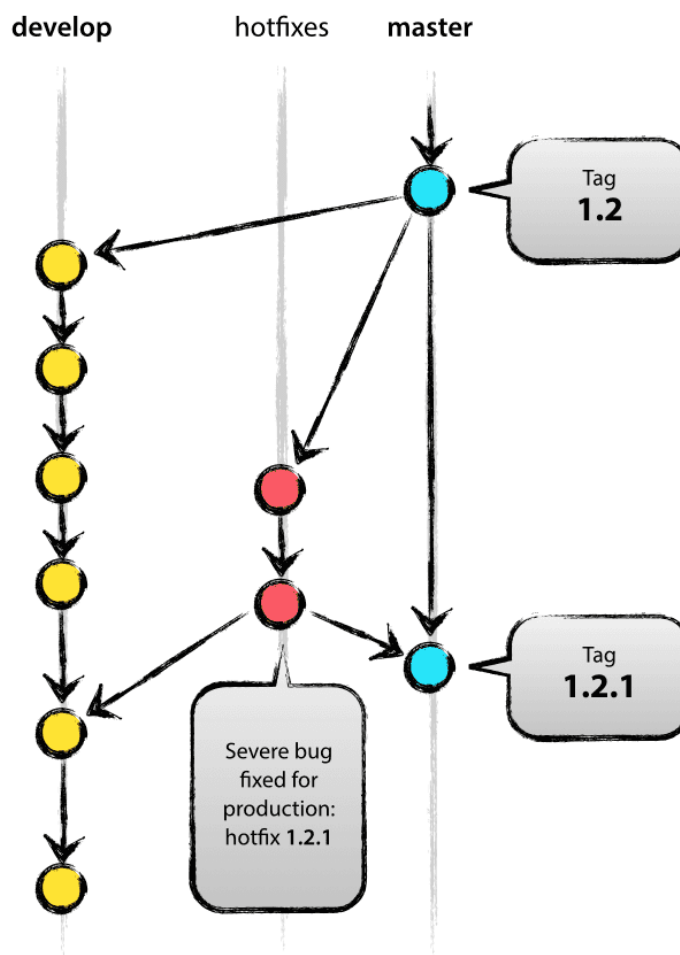 develop
hotfixes
master
Tag
1.2
Tag
1.2.1
Severe bug
fixed for
production:
hotfix 1.2.1